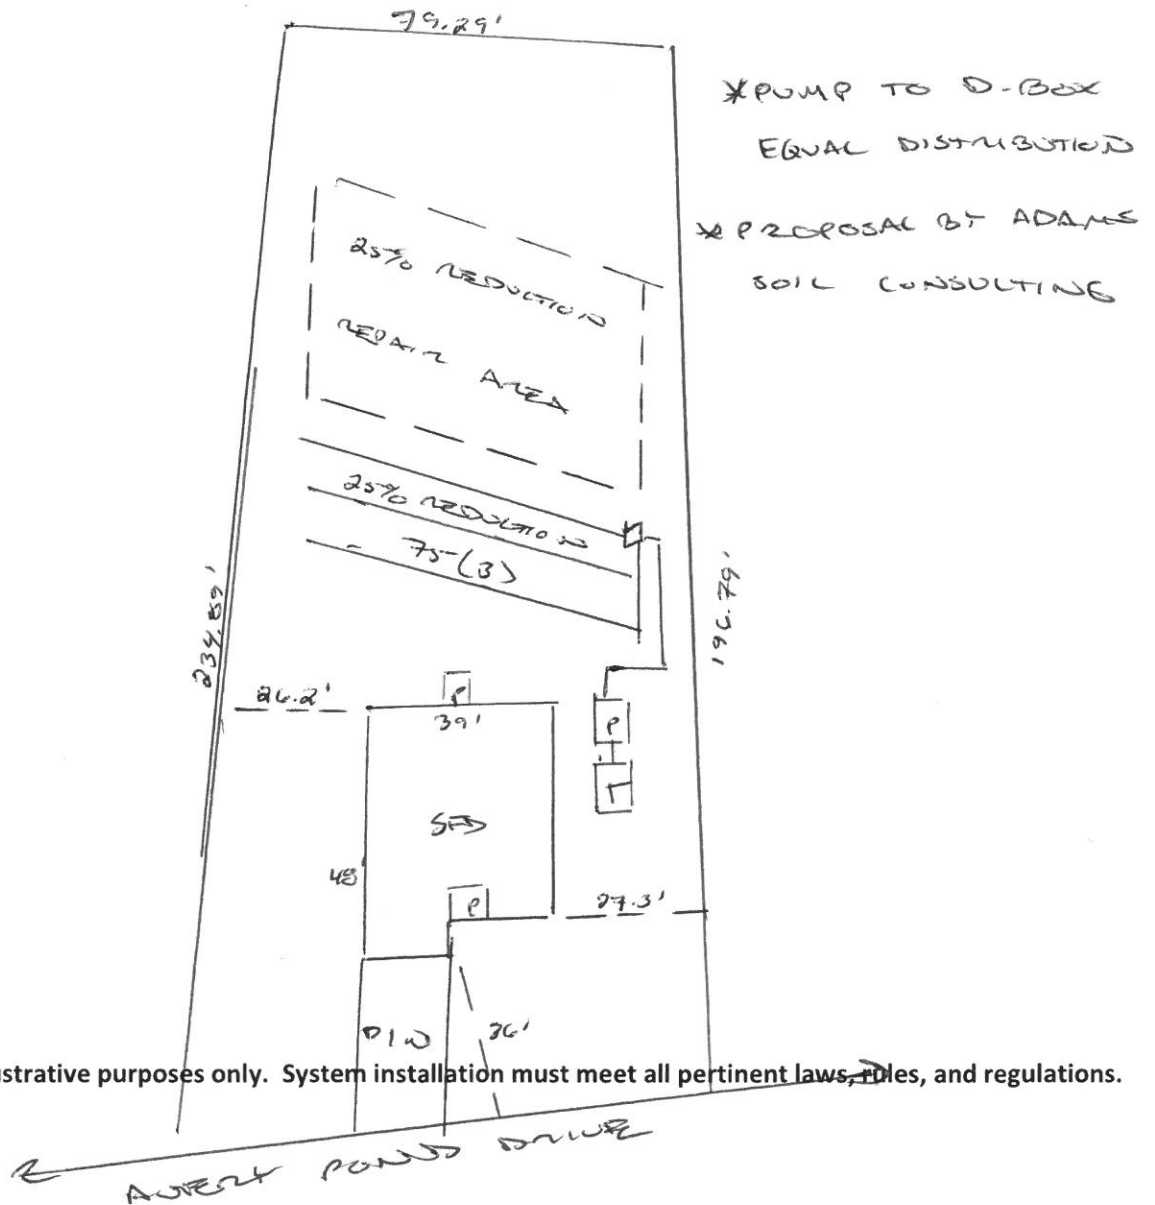 79.29'
*PUMP TO D-BOX
EQUAL DISTRIBUTION
*PROPOSAL BY ADAMS
SOIL CONSULTING
25% REDUCTION
REPAIR AREA
25% REDUCTION
75 (3)
234.89'
196.79'
26.2'
P
39'
P
T
SFD
48'
P
27.3'
D/W
36'
ustrative purposes only. System installation must meet all pertinent laws, rules, and regulations.
AVERY POND DRIVE